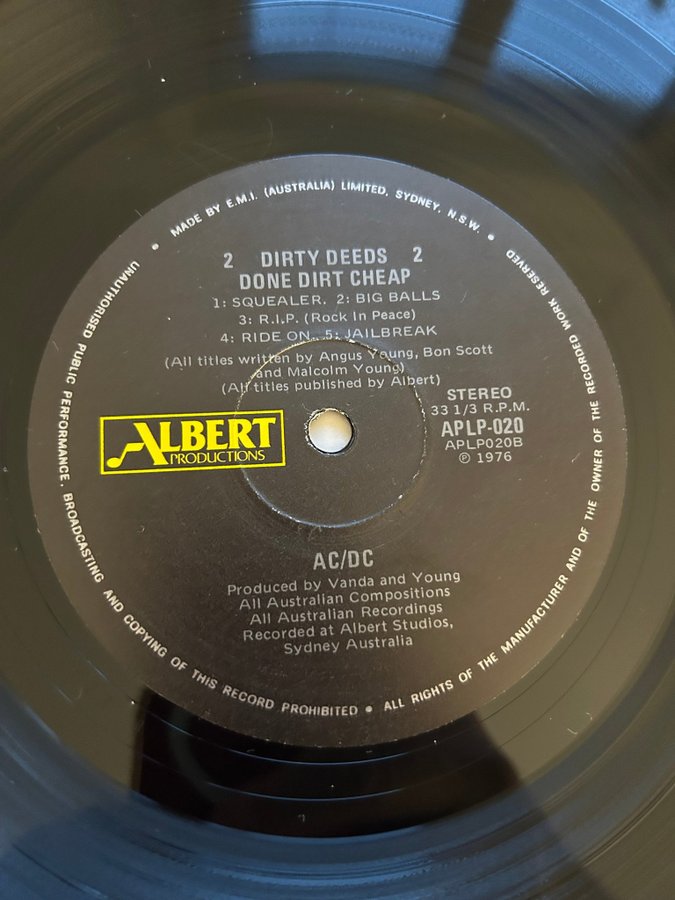 MADE BY E.M.I. (AUSTRALIA) LIMITED, SYDNEY, N.S.W. •
2 DIRTY DEEDS 2
DONE DIRT CHEAP
1: SQUEALER. 2: BIG BALLS
3: R.I.P. (Rock In Peace)
4: RIDE ON 5: JAILBREAK
(All titles written by Angus Young, Bon Scott
and Malcolm Young)
(All titles published by Albert)
STEREO
33 1/3 R.P.M.
APLP-020
APLP020B
℗ 1976
ALBERT
PRODUCTIONS
AC/DC
Produced by Vanda and Young
All Australian Compositions
All Australian Recordings
Recorded at Albert Studios,
Sydney Australia
UNAUTHORISED PUBLIC PERFORMANCE, BROADCASTING AND COPYING OF THIS RECORD PROHIBITED • ALL RIGHTS OF THE MANUFACTURER AND OF THE OWNER OF THE RECORDED WORK RESERVED •